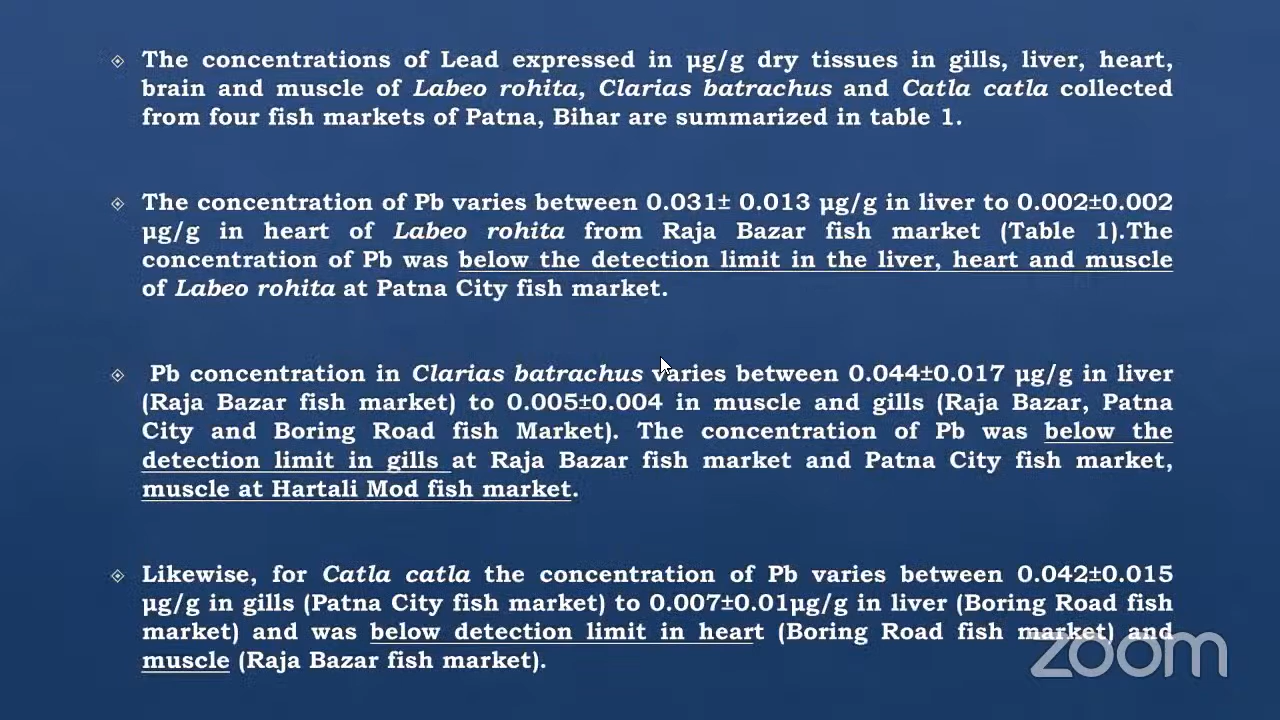 The concentrations of Lead expressed in µg/g dry tissues in gills, liver, heart,
brain and muscle of Labeo rohita, Clarias batrachus and Catla catla collected
from four fish markets of Patna, Bihar are summarized in table 1.
The concentration of Pb varies between 0.031± 0.013 µg/g in liver to 0.002±0.002
µg/g in heart of Labeo rohita from Raja Bazar fish market (Table 1).The
concentration of Pb was below the detection limit in the liver, heart and muscle
of Labeo rohita at Patna City fish market.
Pb concentration in Clarias batrachus varies between 0.044±0.017 µg/g in liver
(Raja Bazar fish market) to 0.005±0.004 in muscle and gills (Raja Bazar, Patna
City and Boring Road fish Market). The concentration of Pb was below the
detection limit in gills at Raja Bazar fish market and Patna City fish market,
muscle at Hartali Mod fish market.
Likewise, for Catla catla the concentration of Pb varies between 0.042±0.015
µg/g in gills (Patna City fish market) to 0.007±0.01µg/g in liver (Boring Road fish
market) and was below detection limit in heart (Boring Road fish market) and
muscle (Raja Bazar fish market).
zoom